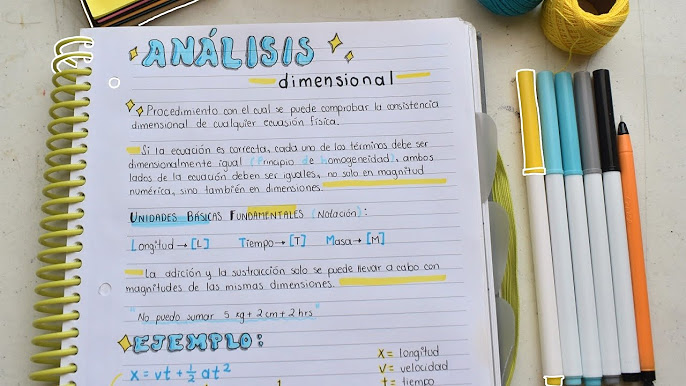 ANÁLISIS
dimensional
Procedimiento con el cual se puede comprobar la consistencia
dimensional de cualquier ecuasión física.
Si la ecuación es correcta, cada uno de los términos debe ser
dimensionalmente igual (Principio de homogeneidad), ambos
lados de la ecuación deben ser iguales, no solo en magnitud
numérica, sino también en dimensiones.
UNIDADES BÁSICAS FUNDAMENTALES (Notación):
Longitud → [L] Tiempo → [T] Masa → [M]
La adición y la sustracción solo se puede llevar a cabo con
magnitudes de las mismas dimensiones.
"No puedo sumar 5 kg + 2 cm + 2 hrs"
EJEMPLO:
x = vt + 1/2 at²
x = longitud
v = velocidad
t = tiempo